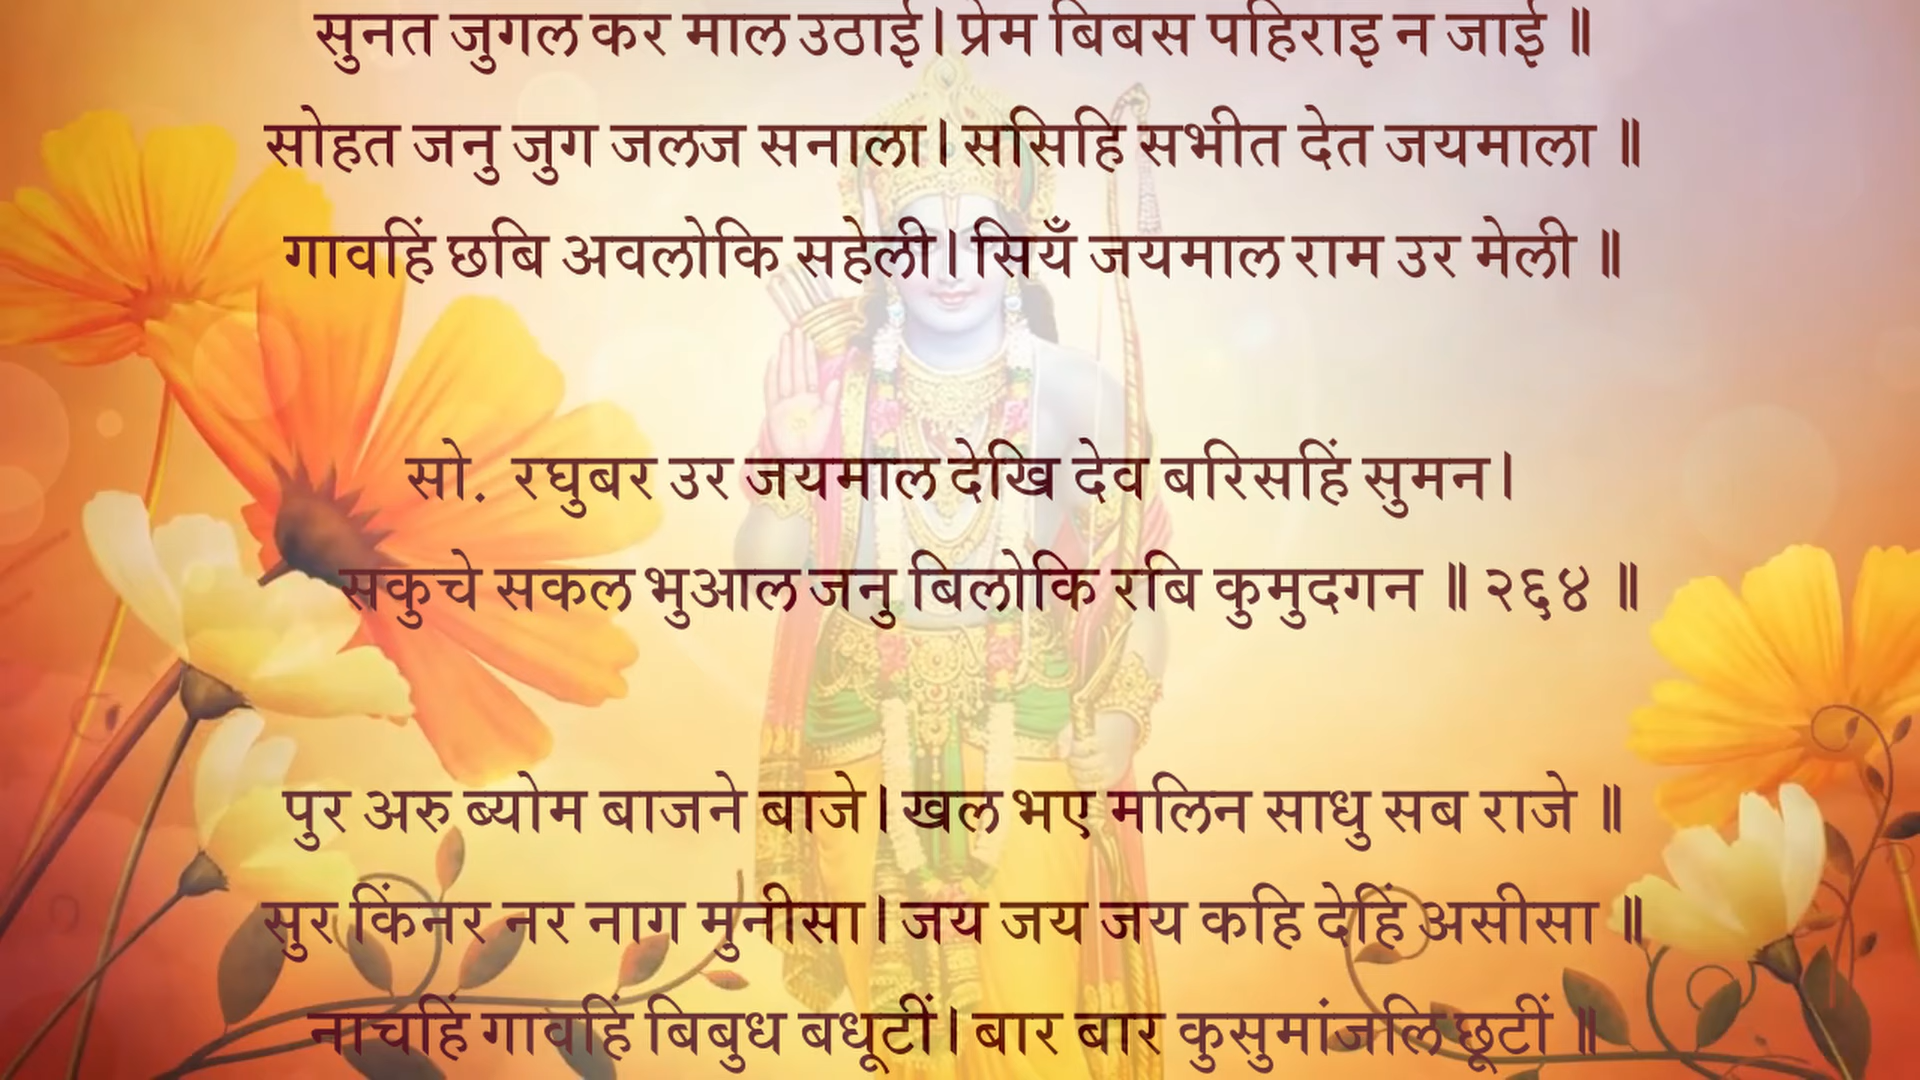 सुनत जुगल कर माल उठाई। प्रेम बिबस पहिराइ न जाई ॥
सोहत जनु जुग जलज सनाला। ससिहि सभीत देत जयमाला ॥
गावहिं छबि अवलोकि सहेली। सियँ जयमाल राम उर मेली ॥
सो. रघुबर उर जयमाल देखि देव बरिसहिं सुमन।
सकुचे सकल भुआल जनु बिलोकि रबि कुमुदगन ॥ २६४ ॥
पुर अरु ब्योम बाजने बाजे। खल भए मलिन साधु सब राजे ॥
सुर किंनर नर नाग मुनीसा। जय जय जय कहि देहिं असीसा ॥
नाचहिं गावहिं बिबुध बधूटीं। बार बार कुसुमांजलि छूटीं ॥